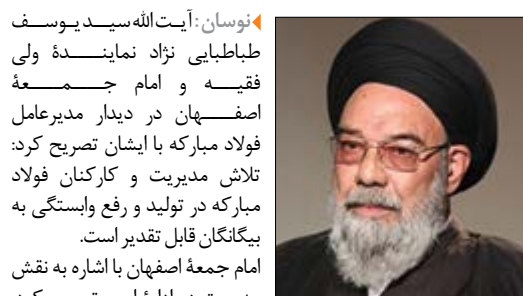 نوسان: آیت‌الله سید یوسف
طباطبایی نژاد نمایندهٔ ولی
فقیه و امام جمعهٔ
اصفهان در دیدار مدیرعامل
فولاد مبارکه با ایشان تصریح کرد:
تلاش مدیریت و کارکنان فولاد
مبارکه در تولید و رفع وابستگی به
بیگانگان قابل تقدیر است.
امام جمعهٔ اصفهان با اشاره به نقش